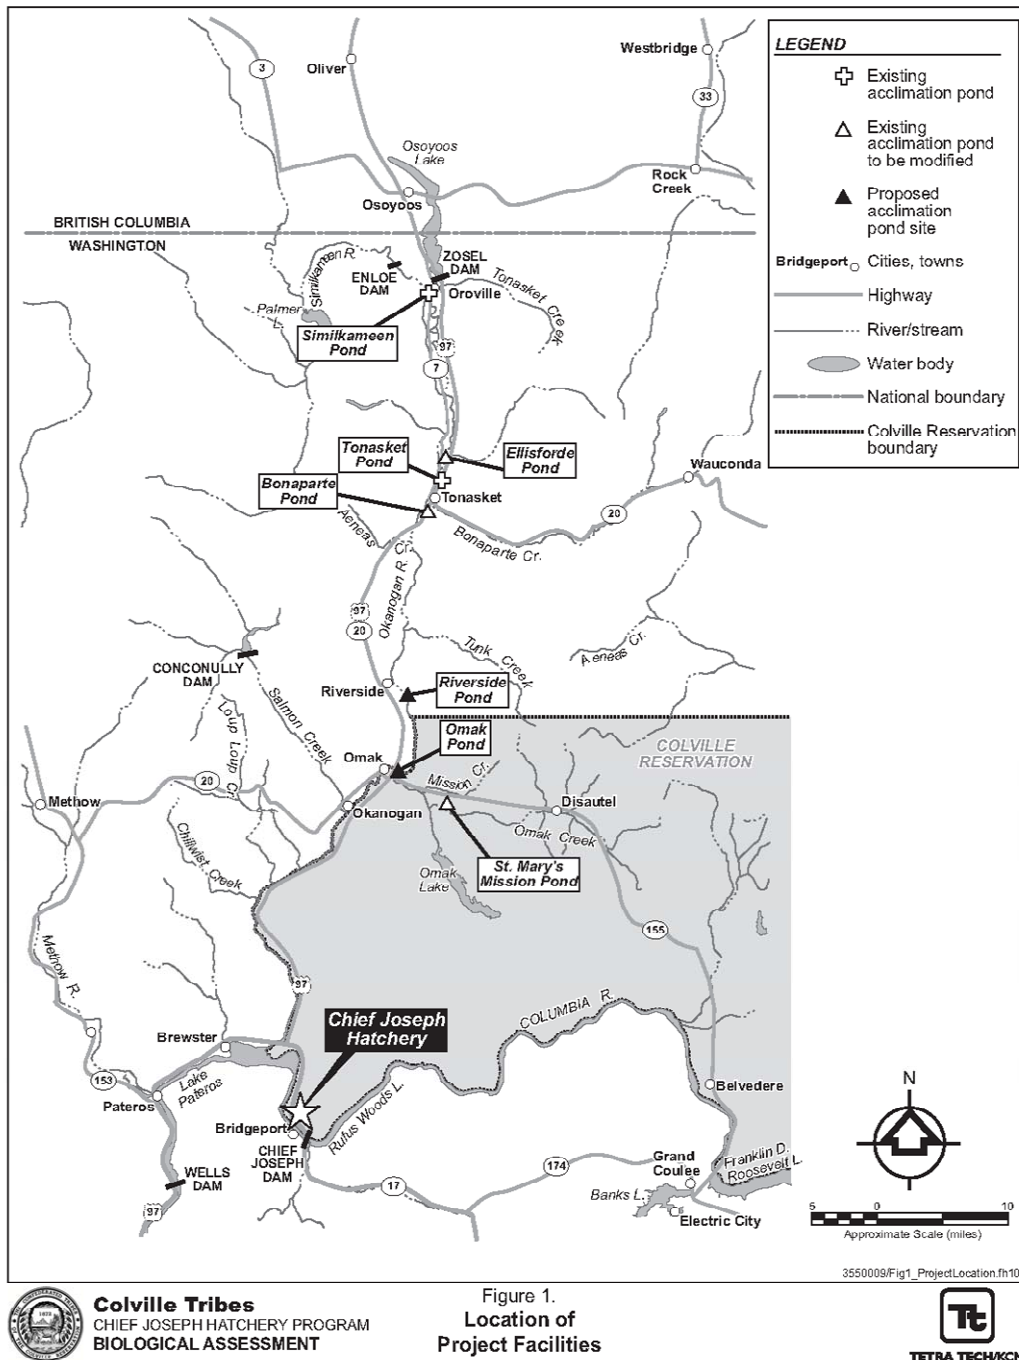 Westbridge
LEGEND
3
Oliver
Existing
acclimation pond
33
Existing
acclimation pond
to be modified
Osoyoos
Lake
Rock
Creek
Osoyoos
Proposed
acclimation
pond site
BRITISH COLUMBIA
WASHINGTON
Bridgeport
Cities, towns
Similkameen R.
ZOSEL
DAM
ENLOE
DAM
Oroville
Tonasket Creek
Highway
Palmer
L.
River/stream
Similkameen
Pond
97
7
Water body
National boundary
Colville Reservation
boundary
Tonasket
Pond
Ellisforde
Pond
Wauconda
Bonaparte
Pond
Tonasket
20
Aeneas
Cr.
Bonaparte Cr.
Okanogan R.
97
20
Tunk Creek
Aeneas Cr.
CONCONULLY
DAM
Riverside
Riverside
Pond
Salmon Creek
Loup Loup Cr.
Omak
Pond
COLVILLE
RESERVATION
Omak
Mission Cr.
20
Methow
Okanogan
Disautel
Chiliwist Creek
Omak Creek
Omak
Lake
St. Mary's
Mission Pond
155
Methow R.
97
COLUMBIA R.
Chief Joseph
Hatchery
Brewster
153
Lake
Pateros
Pateros
Belvedere
N
Rufus Woods L.
Bridgeport
CHIEF
JOSEPH
DAM
WELLS
DAM
174
Grand
Coulee
Franklin D.
Roosevelt L.
17
Banks L.
97
Electric City
5 0 10
Approximate Scale (miles)
3550009/Fig1_ProjectLocation.fh10
Colville Tribes
CHIEF JOSEPH HATCHERY PROGRAM
BIOLOGICAL ASSESSMENT
Figure 1.
Location of
Project Facilities
Tt
TETRA TECH/KCM